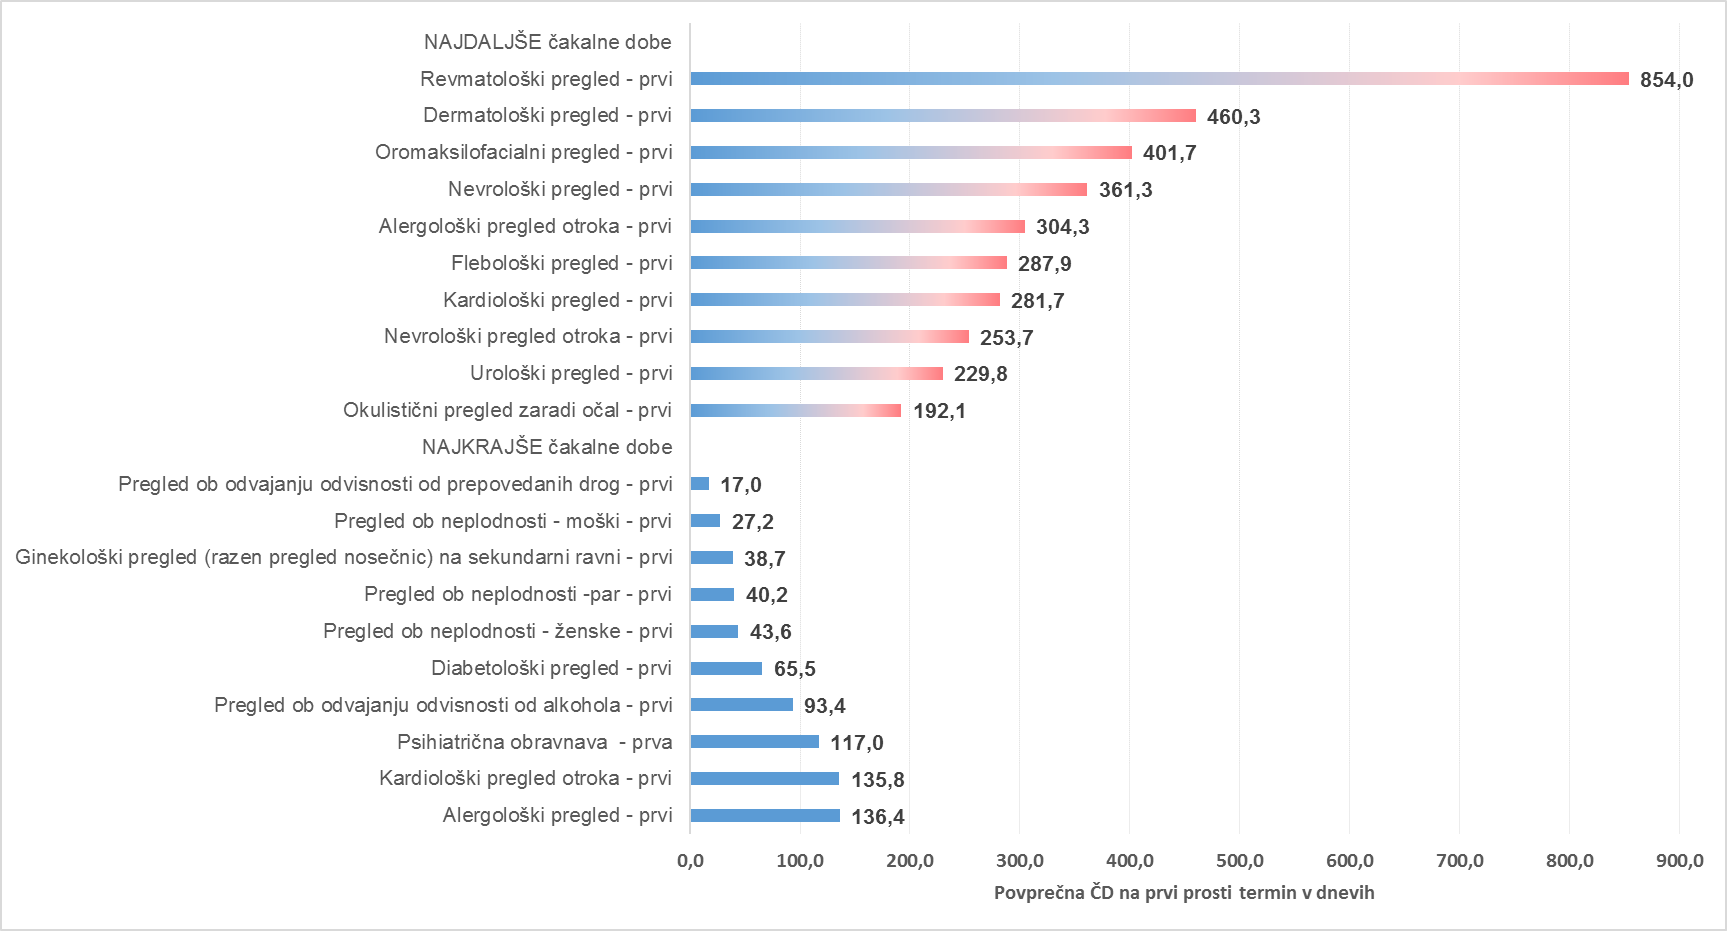 NAJDALJŠE čakalne dobe
Revmatološki pregled - prvi 854,0
Dermatološki pregled - prvi 460,3
Oromaksilofacialni pregled - prvi 401,7
Nevrološki pregled - prvi 361,3
Alergološki pregled otroka - prvi 304,3
Flebološki pregled - prvi 287,9
Kardiološki pregled - prvi 281,7
Nevrološki pregled otroka - prvi 253,7
Urološki pregled - prvi 229,8
Okulistični pregled zaradi očal - prvi 192,1
NAJKRAJŠE čakalne dobe
Pregled ob odvajanju odvisnosti od prepovedanih drog - prvi 17,0
Pregled ob neplodnosti - moški - prvi 27,2
Ginekološki pregled (razen pregled nosečnic) na sekundarni ravni - prvi 38,7
Pregled ob neplodnosti -par - prvi 40,2
Pregled ob neplodnosti - ženske - prvi 43,6
Diabetološki pregled - prvi 65,5
Pregled ob odvajanju odvisnosti od alkohola - prvi 93,4
Psihiatrična obravnava  - prva 117,0
Kardiološki pregled otroka - prvi 135,8
Alergološki pregled - prvi 136,4
0,0 100,0 200,0 300,0 400,0 500,0 600,0 700,0 800,0 900,0
Povprečna ČD na prvi prosti termin v dnevih